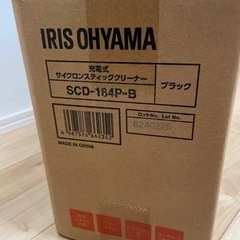 IRIS OHYAMA
充電式
サイクロンスティッククリーナー
ブラック
SCD-184P-B
ロットNo. Lot No.
B240226
MADE IN CHINA